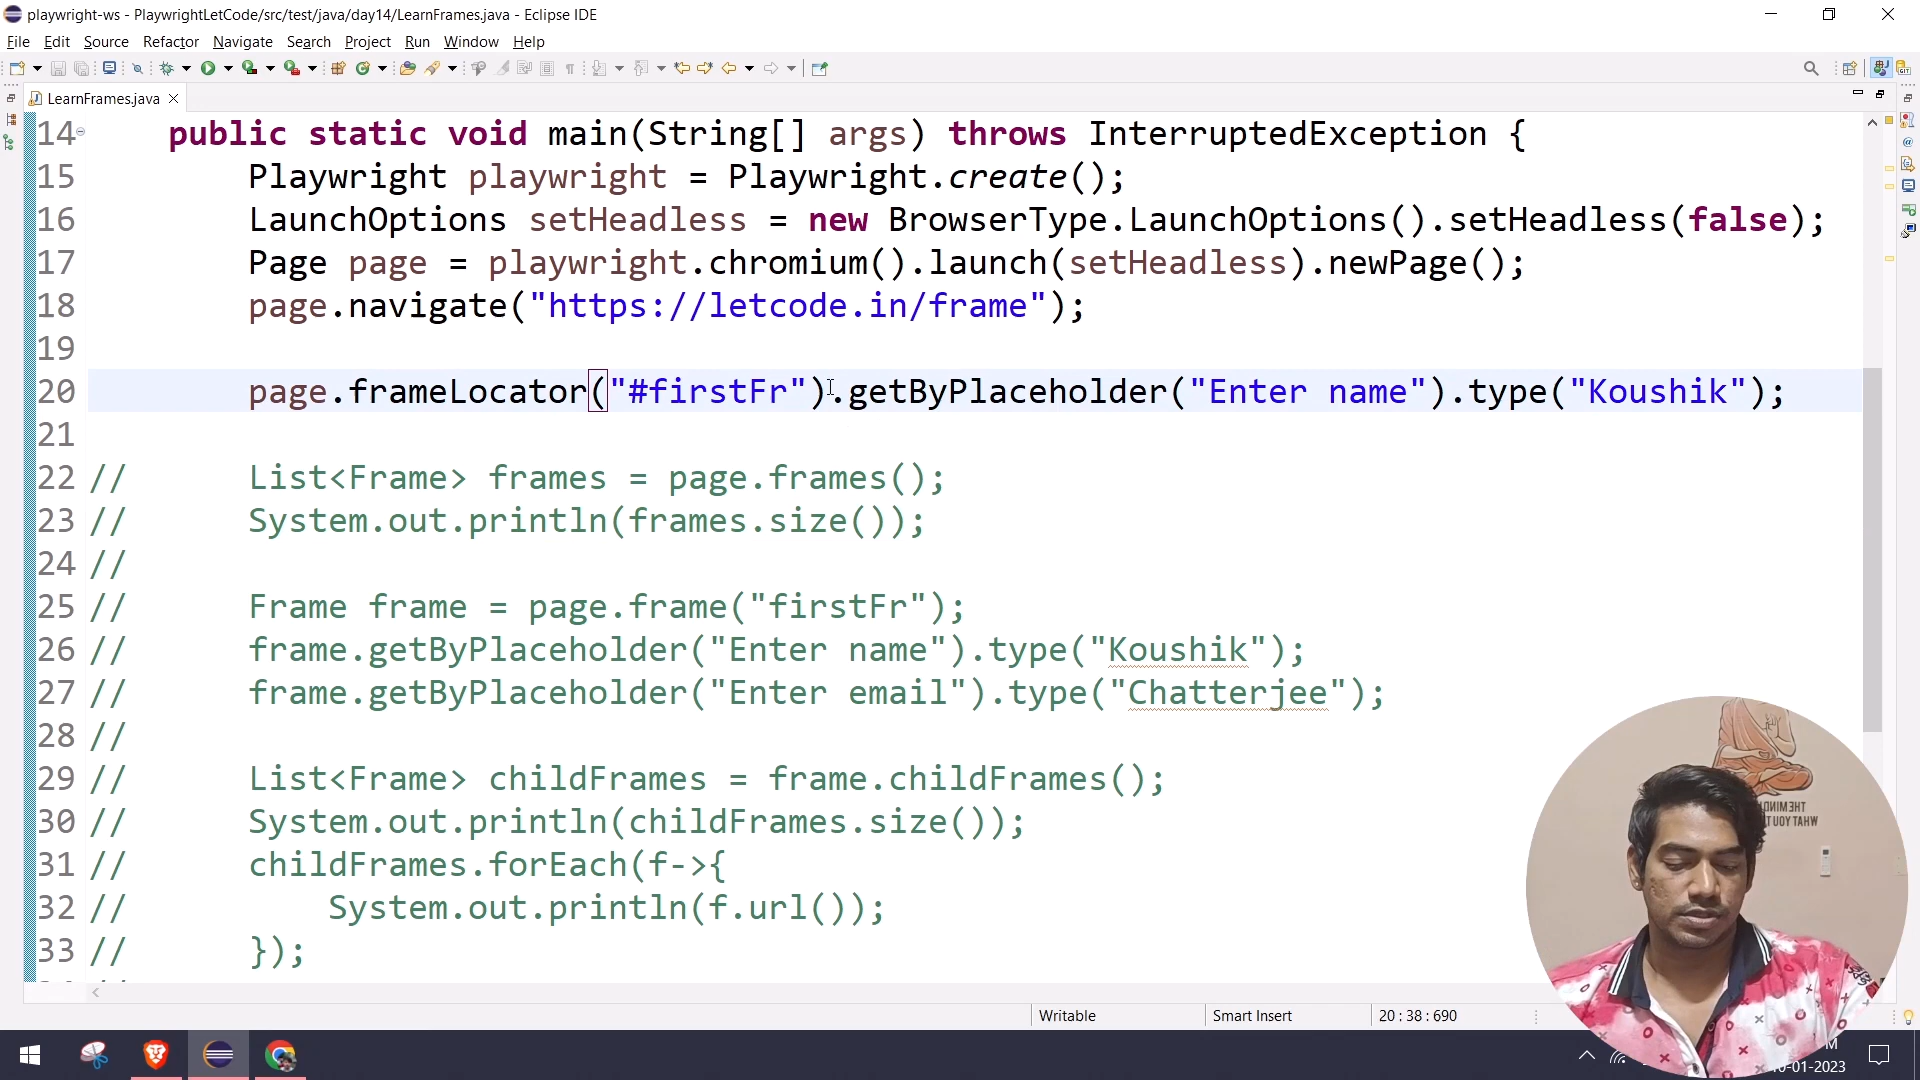 playwright-ws - PlaywrightLetCode/src/test/java/day14/LearnFrames.java - Eclipse IDE
File Edit Source Refactor Navigate Search Project Run Window Help
LearnFrames.java
14 public static void main(String[] args) throws InterruptedException {
15 Playwright playwright = Playwright.create();
16 LaunchOptions setHeadless = new BrowserType.LaunchOptions().setHeadless(false);
17 Page page = playwright.chromium().launch(setHeadless).newPage();
18 page.navigate("https://letcode.in/frame");
19
20 page.frameLocator("#firstFr").getByPlaceholder("Enter name").type("Koushik");
21
22 // List<Frame> frames = page.frames();
23 // System.out.println(frames.size());
24 //
25 // Frame frame = page.frame("firstFr");
26 // frame.getByPlaceholder("Enter name").type("Koushik");
27 // frame.getByPlaceholder("Enter email").type("Chatterjee");
28 //
29 // List<Frame> childFrames = frame.childFrames();
30 // System.out.println(childFrames.size());
31 // childFrames.forEach(f->{
32 // System.out.println(f.url());
33 // });
Writable Smart Insert 20 : 38 : 690
M
-01-2023